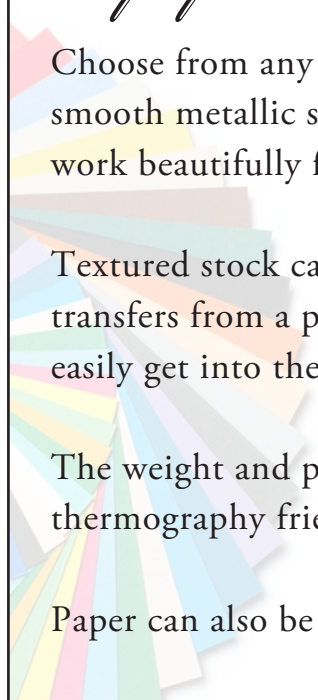 Choose from any
smooth metallic s
work beautifully f
Textured stock ca
transfers from a p
easily get into the
The weight and p
thermography frie
Paper can also be